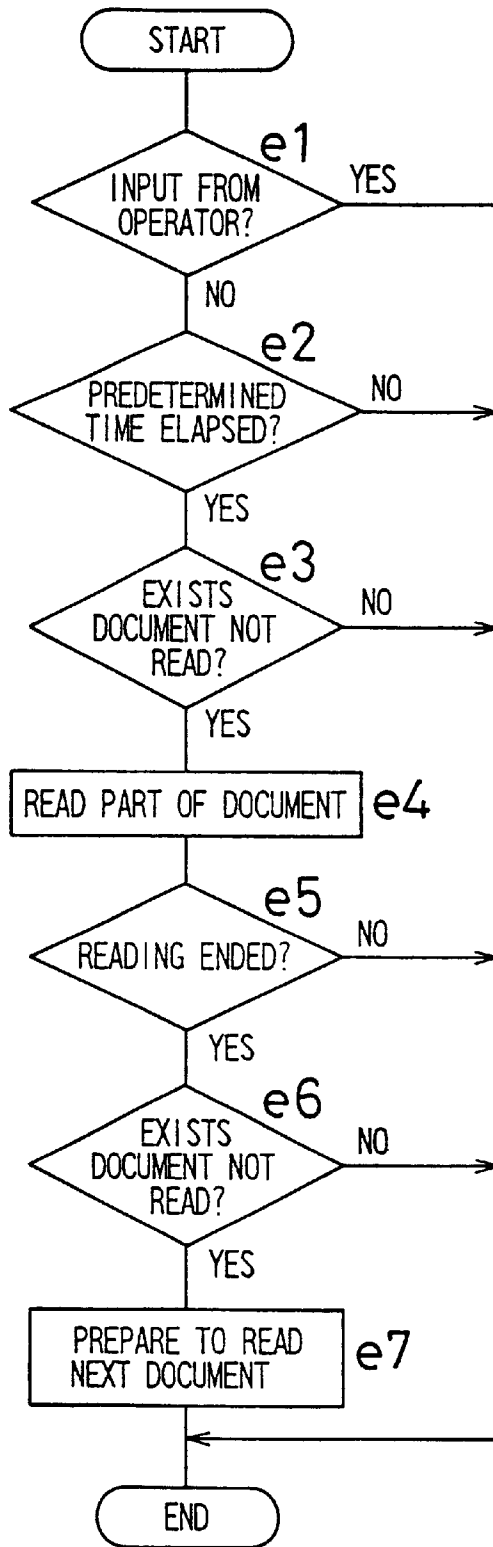 START
e1
INPUT FROM
OPERATOR?
YES
NO
e2
PREDETERMINED
TIME ELAPSED?
NO
YES
e3
EXISTS
DOCUMENT NOT
READ?
NO
YES
READ PART OF DOCUMENT
e4
e5
READING ENDED?
NO
YES
e6
EXISTS
DOCUMENT NOT
READ?
NO
YES
PREPARE TO READ
NEXT DOCUMENT
e7
END